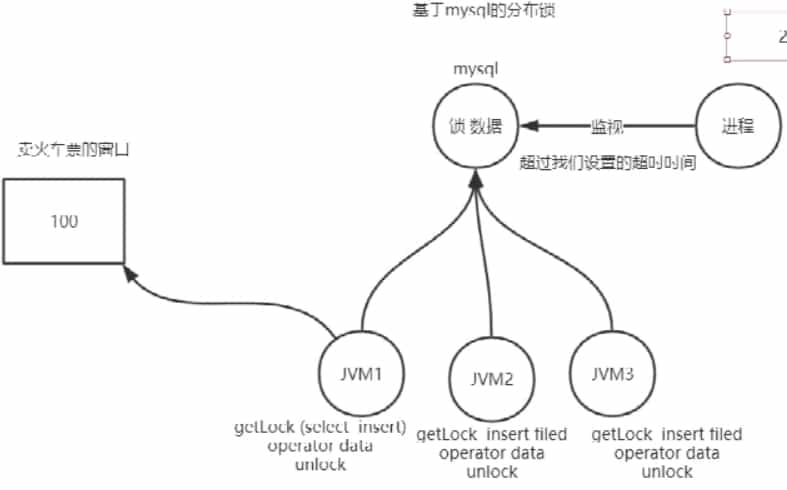 基于mysql的分布锁
2
mysql
锁 数据
监视
进程
超过我们设置的超时时间
卖火车票的窗口
100
JVM1
JVM2
JVM3
getLock (select insert)
operator data
unlock
getLock insert filed
operator data
unlock
getLock insert filed
operator data
unlock